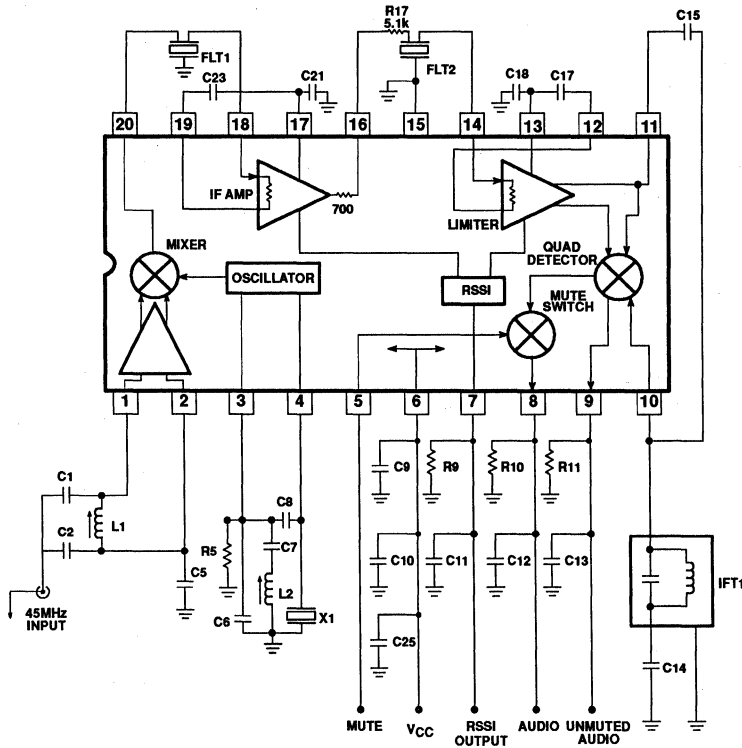 R17
5.1k
C15
FLT1
FLT2
C23
C21
C18
C17
20
19
18
17
16
15
14
13
12
11
IF AMP
700
LIMITER
MIXER
OSCILLATOR
RSSI
QUAD
DETECTOR
MUTE
SWITCH
1
2
3
4
5
6
7
8
9
10
C1
L1
C2
C5
45MHz
INPUT
R5
C8
C7
L2
C6
X1
C9
R9
R10
R11
C10
C11
C12
C13
C25
IFT1
C14
MUTE
VCC
RSSI
OUTPUT
AUDIO
UNMUTED
AUDIO